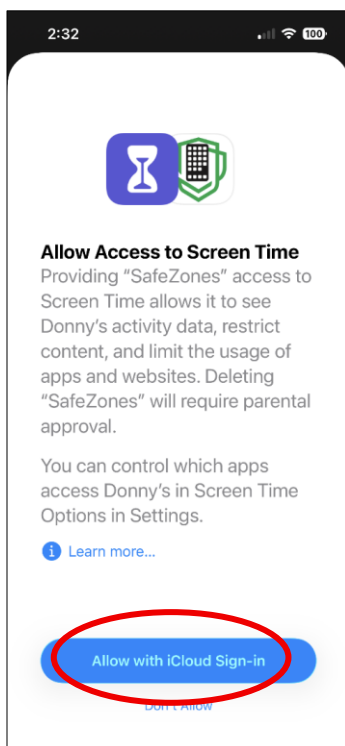 2:32
100
Allow Access to Screen Time
Providing “SafeZones” access to
Screen Time allows it to see
Donny’s activity data, restrict
content, and limit the usage of
apps and websites. Deleting
“SafeZones” will require parental
approval.
You can control which apps
access Donny’s in Screen Time
Options in Settings.
Learn more...
Allow with iCloud Sign-in
Don't Allow